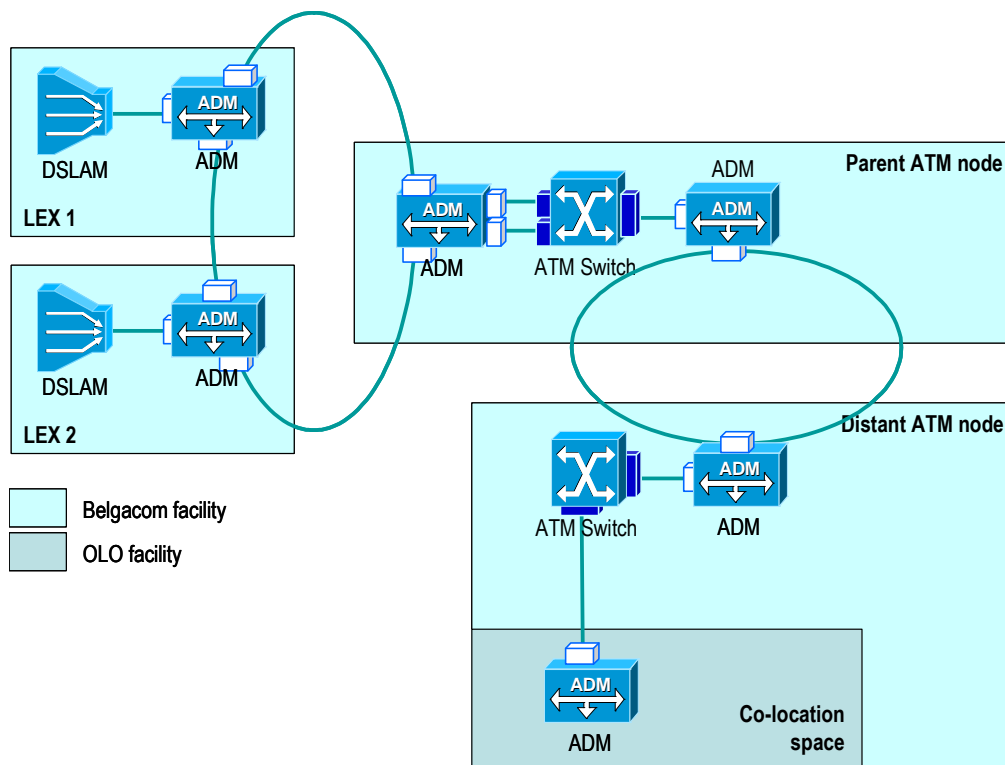 ADM
DSLAM
ADM
LEX 1
ADM
DSLAM
ADM
LEX 2
Parent ATM node
ADM
ADM
ADM
ADM
ATM Switch
Distant ATM node
ADM
ATM Switch
ADM
ADM
ADM
Co-location
space
Belgacom facility
OLO facility